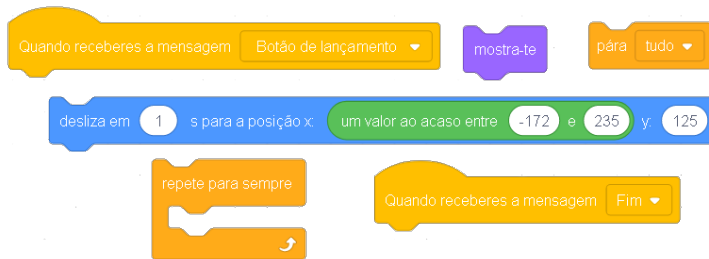 Quando receberes a mensagem Botão de lançamento
mostra-te
pára tudo
desliza em 1 s para a posição x: um valor ao acaso entre -172 e 235 y: 125
repete para sempre
Quando receberes a mensagem Fim